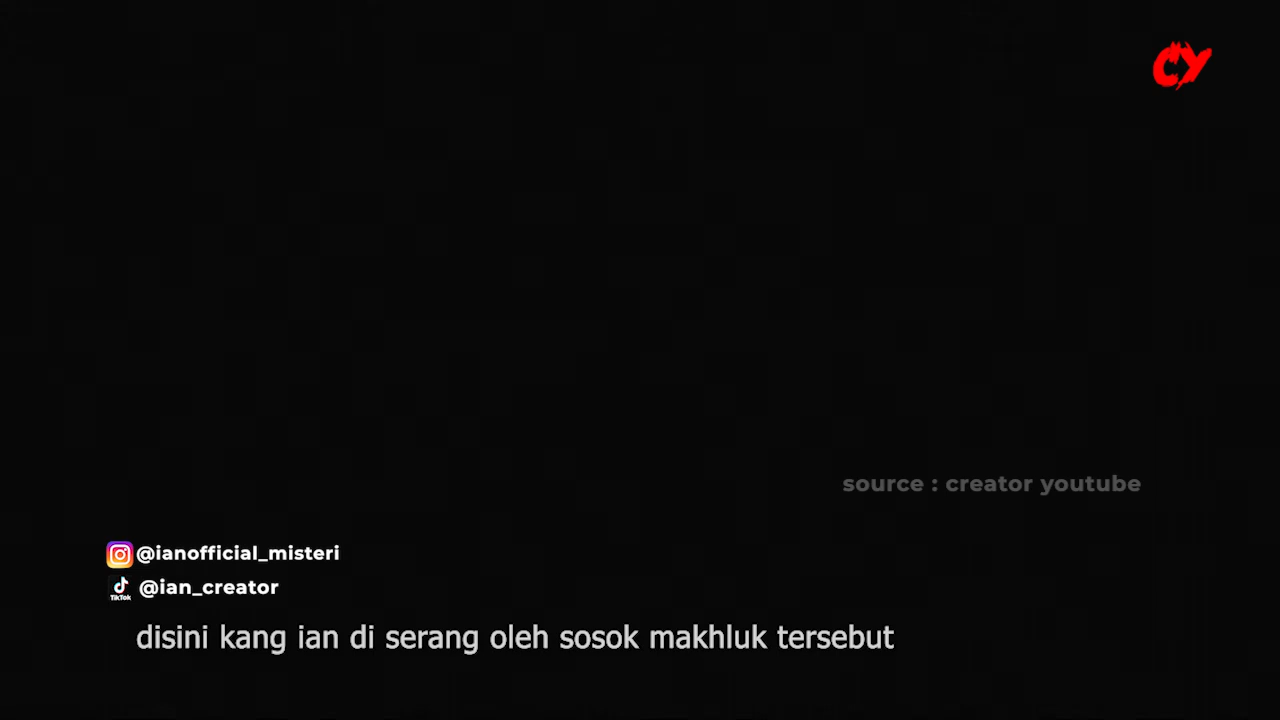 CY
source : creator youtube
@ianofficial_misteri
TikTok @ian_creator
disini kang ian di serang oleh sosok makhluk tersebut